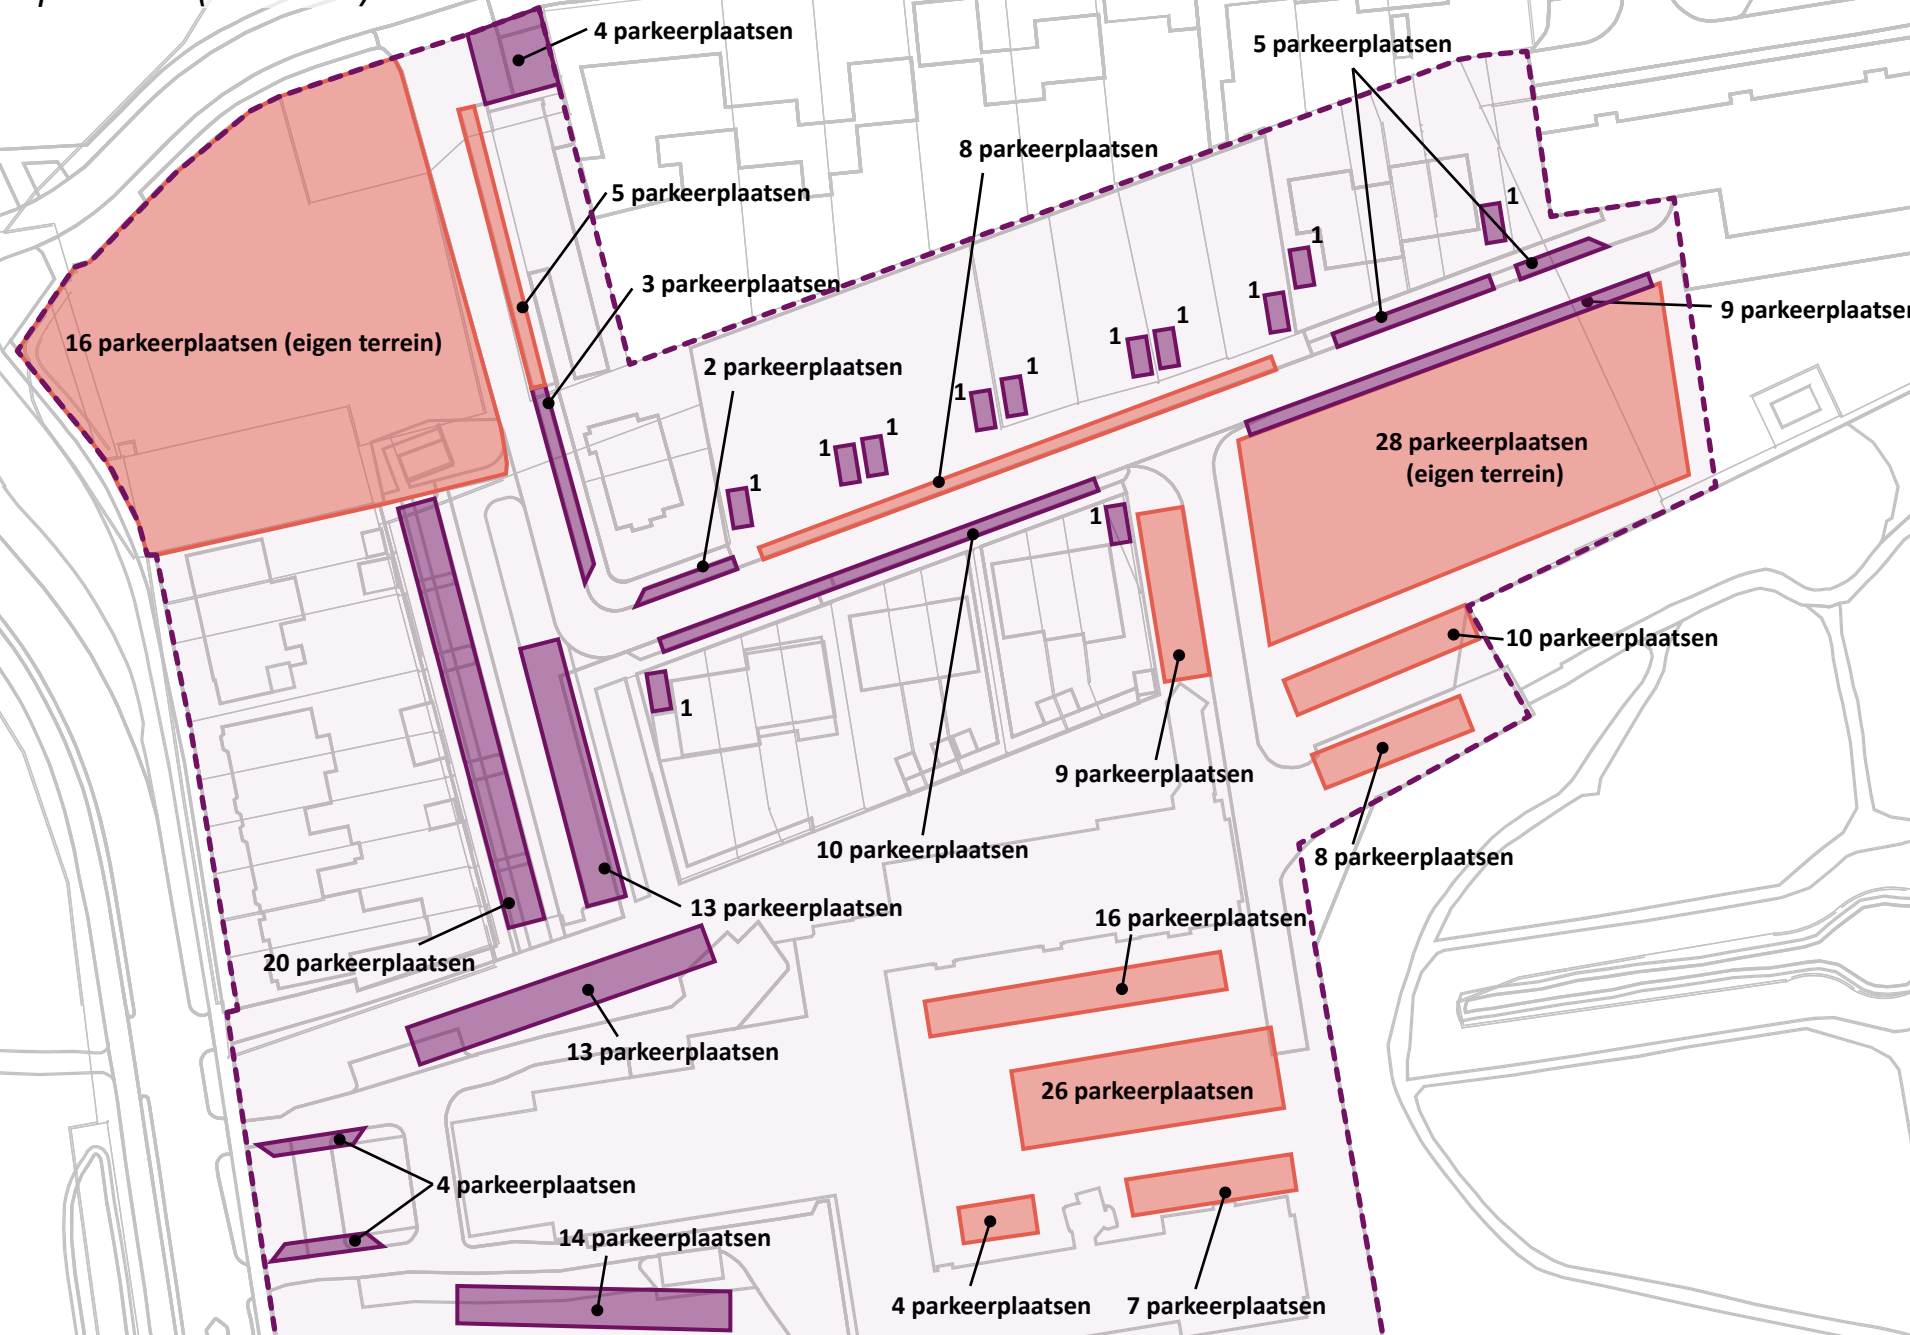 4 parkeerplaatsen
5 parkeerplaatsen
8 parkeerplaatsen
5 parkeerplaatsen
1
1
3 parkeerplaatsen
1
9 parkeerplaatsen
1
1
16 parkeerplaatsen (eigen terrein)
2 parkeerplaatsen
1
1
1
1
28 parkeerplaatsen
(eigen terrein)
1
1
10 parkeerplaatsen
1
9 parkeerplaatsen
10 parkeerplaatsen
8 parkeerplaatsen
13 parkeerplaatsen
16 parkeerplaatsen
20 parkeerplaatsen
13 parkeerplaatsen
26 parkeerplaatsen
4 parkeerplaatsen
14 parkeerplaatsen
4 parkeerplaatsen
7 parkeerplaatsen